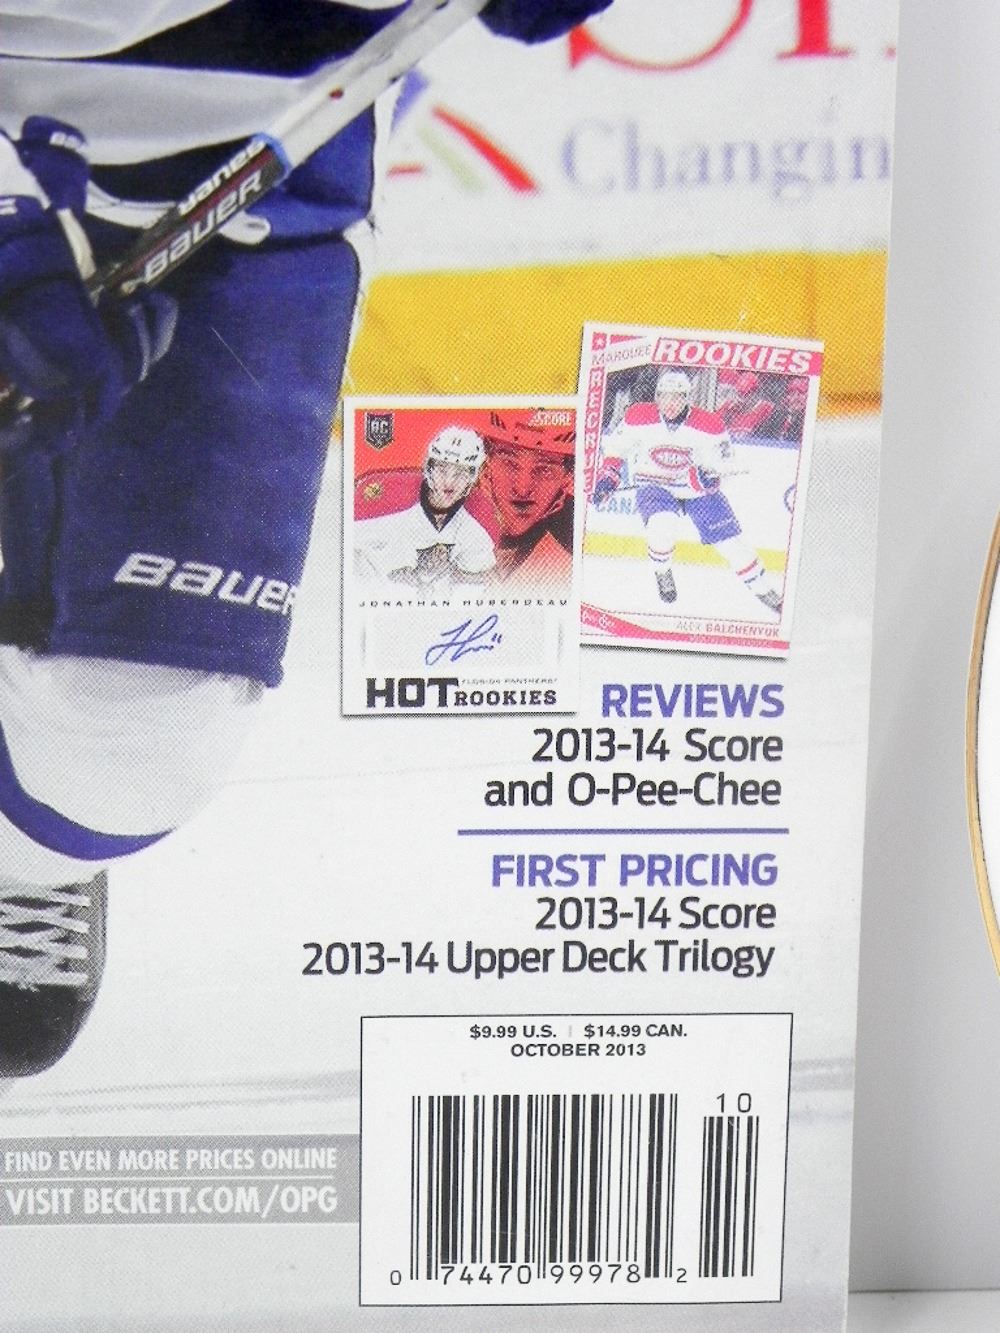 Changin
BAUER
BAUER
Bauer
RC
SCORE
JONATHAN HUBERDEAU
FLORIDA PANTHERS
HOT ROOKIES
MARQUEE ROOKIES
RECRUE
CANA
ALEX GALCHENYUK
REVIEWS
2013-14 Score
and O-Pee-Chee
FIRST PRICING
2013-14 Score
2013-14 Upper Deck Trilogy
$9.99 U.S. | $14.99 CAN.
OCTOBER 2013
10
0 74470 99978 2
FIND EVEN MORE PRICES ONLINE
VISIT BECKETT.COM/OPG